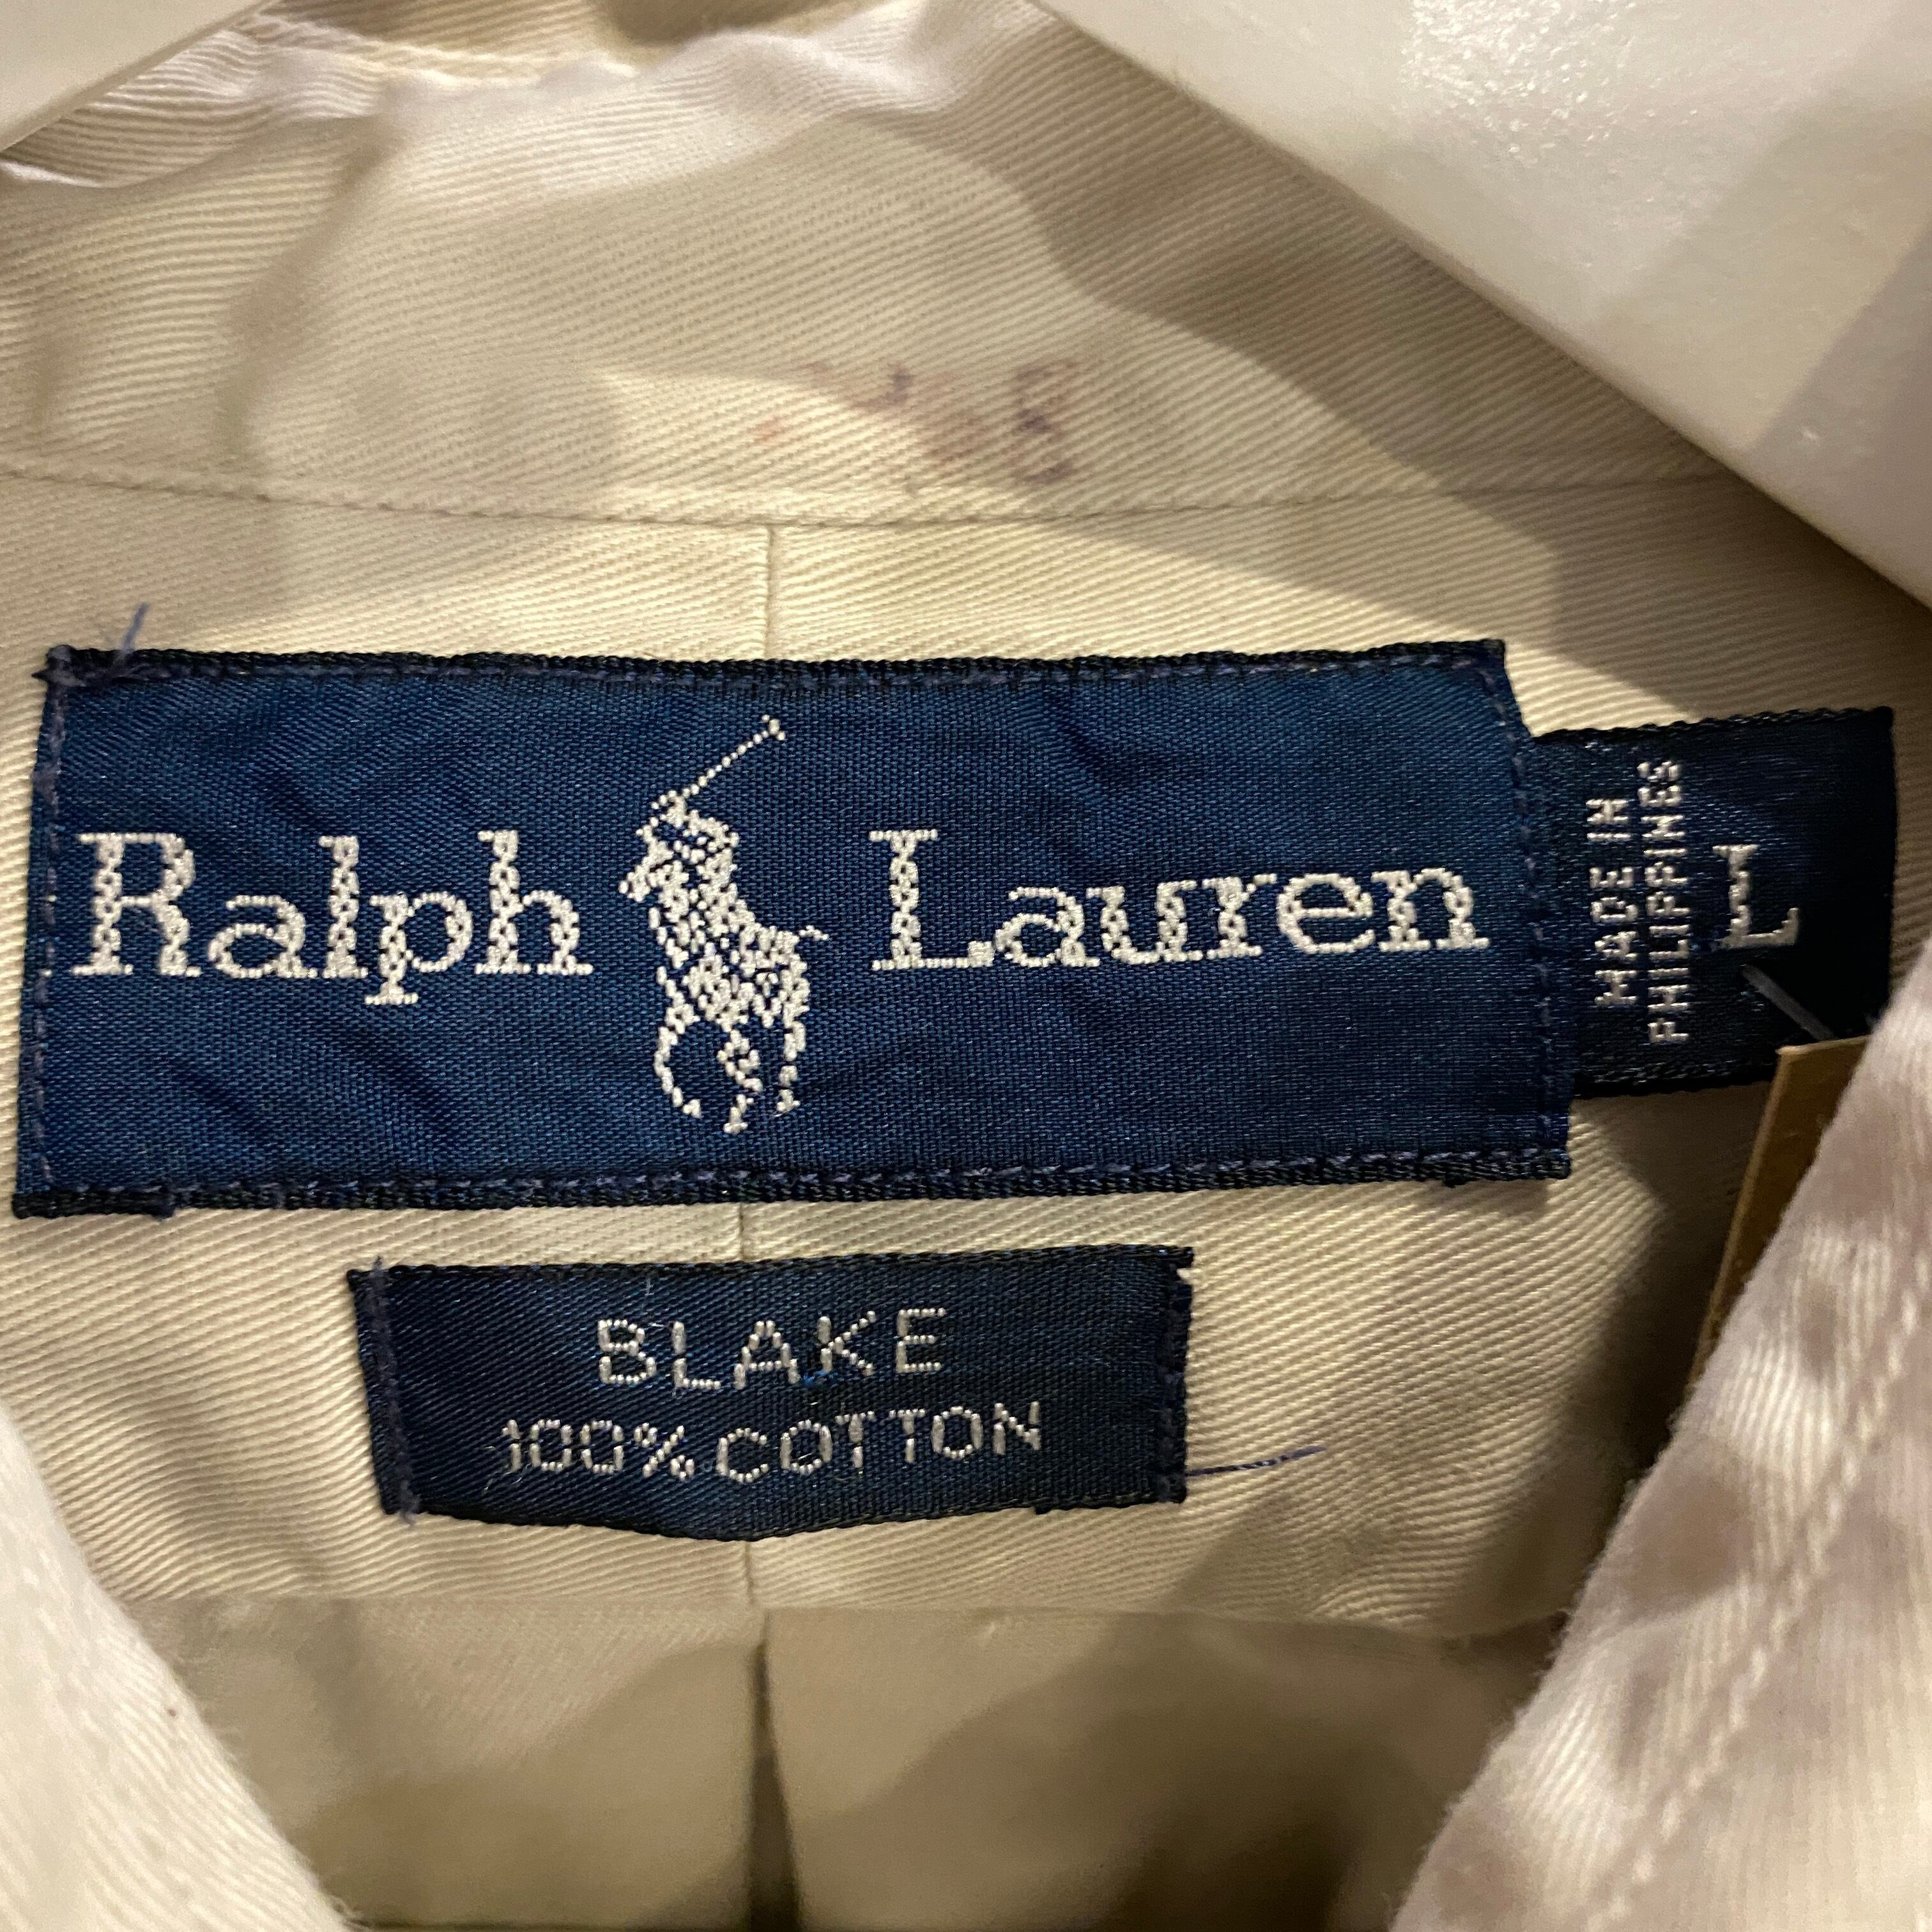 Ralph Lauren
MADE IN
PHILIPPINES
L
BLAKE
100% COTTON